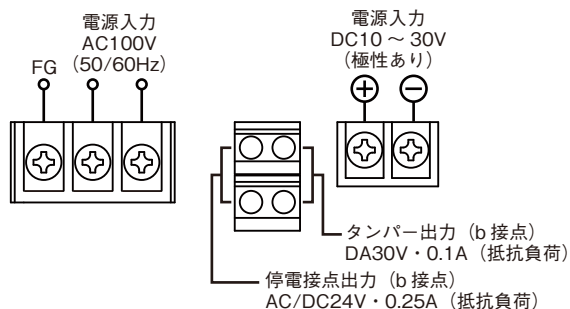 電源入力
AC100V
(50/60Hz)
FG
電源入力
DC10 ~ 30V
(極性あり)
+ −
タンパー出力(b 接点)
DA30V・0.1A(抵抗負荷)
停電接点出力(b 接点)
AC/DC24V・0.25A(抵抗負荷)